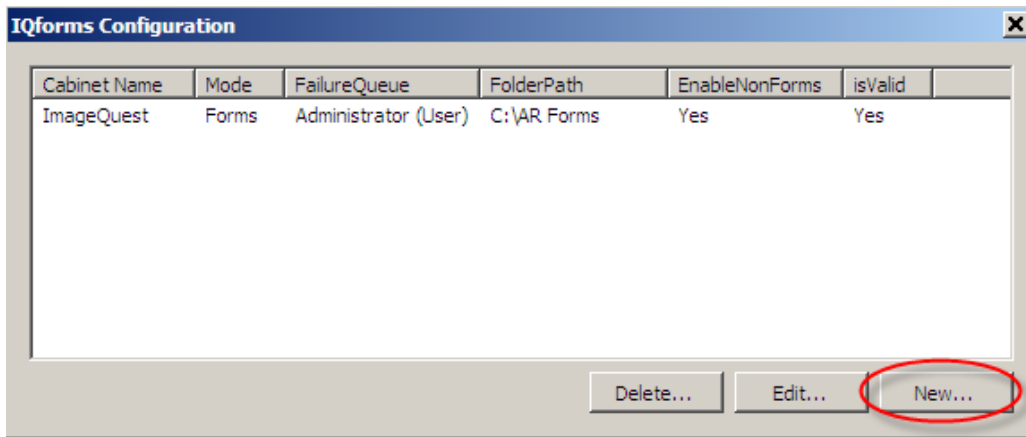 IQforms Configuration
Cabinet Name Mode FailureQueue FolderPath EnableNonForms isValid
ImageQuest Forms Administrator (User) C:\AR Forms Yes Yes
Delete... Edit... New...